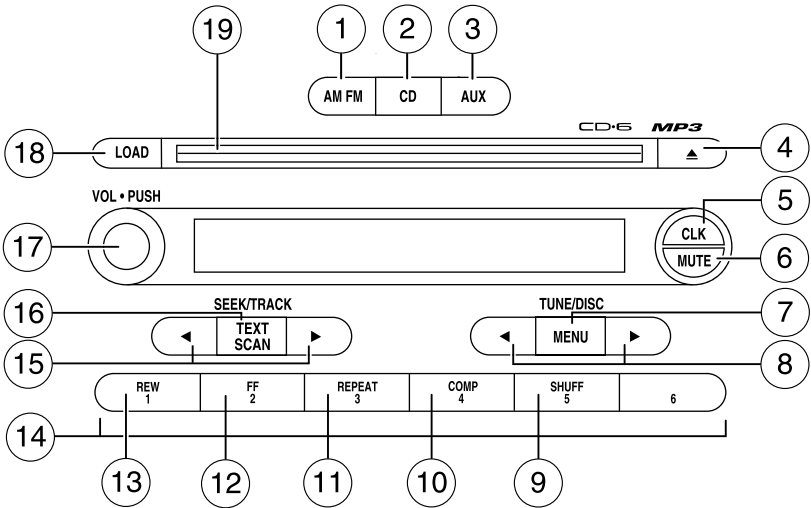 19
1
2
3
AM FM
CD
AUX
CD•6 MP3
18
LOAD
4
VOL • PUSH
5
CLK
17
MUTE
6
SEEK/TRACK
TUNE/DISC
16
7
TEXT
SCAN
MENU
15
8
REW
1
FF
2
REPEAT
3
COMP
4
SHUFF
5
6
14
13
12
11
10
9